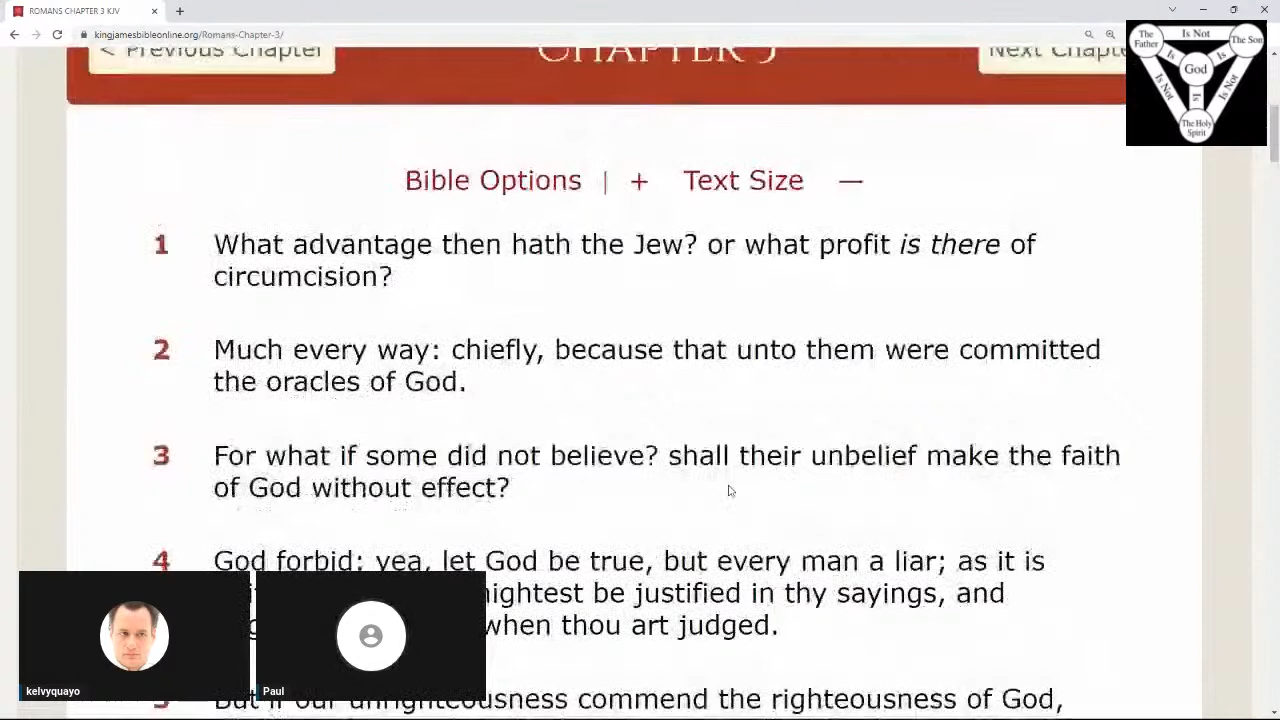 ROMANS CHAPTER 3 KJV
kingjamesbibleonline.org/Romans-Chapter-3/
< Previous Chapter
CHAPTER 3
Next Chapte
The Father
Is Not
The Son
Is
Is
God
Is Not
Is
Is Not
The Holy Spirit
Bible Options | + Text Size —
1 What advantage then hath the Jew? or what profit is there of
circumcision?
2 Much every way: chiefly, because that unto them were committed
the oracles of God.
3 For what if some did not believe? shall their unbelief make the faith
of God without effect?
4 God forbid: yea, let God be true, but every man a liar; as it is
mightest be justified in thy sayings, and
when thou art judged.
But if our unrighteousness commend the righteousness of God,
kelvyquayo
Paul